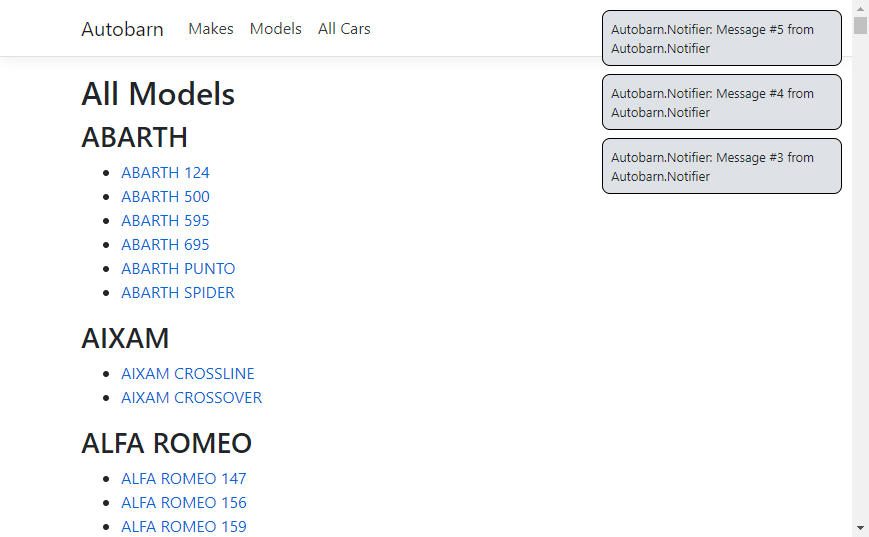 Autobarn Makes Models All Cars
All Models
ABARTH
ABARTH 124
ABARTH 500
ABARTH 595
ABARTH 695
ABARTH PUNTO
ABARTH SPIDER
AIXAM
AIXAM CROSSLINE
AIXAM CROSSOVER
ALFA ROMEO
ALFA ROMEO 147
ALFA ROMEO 156
ALFA ROMEO 159
Autobarn.Notifier: Message #5 from
Autobarn.Notifier
Autobarn.Notifier: Message #4 from
Autobarn.Notifier
Autobarn.Notifier: Message #3 from
Autobarn.Notifier